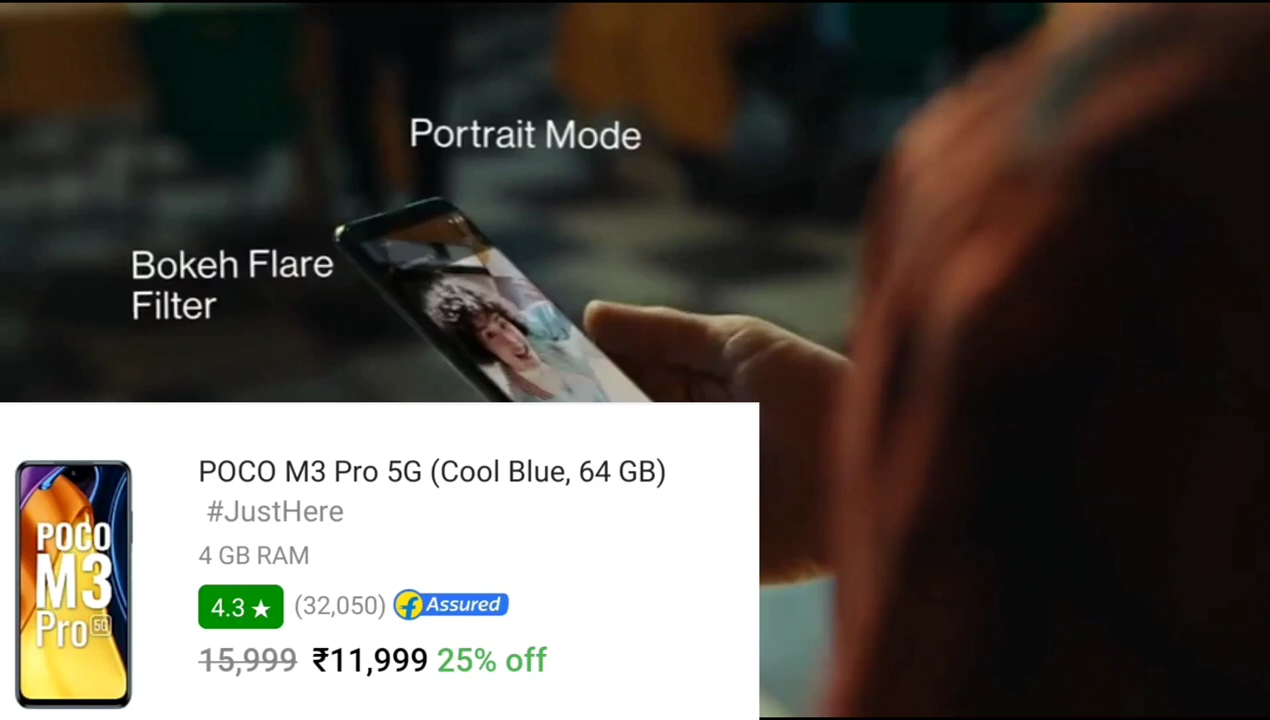 Portrait Mode
Bokeh Flare
Filter
POCO M3 Pro 5G (Cool Blue, 64 GB)
#JustHere
4 GB RAM
4.3 ★ (32,050) f Assured
15,999 ₹11,999 25% off
POCO
M3
Pro 5G